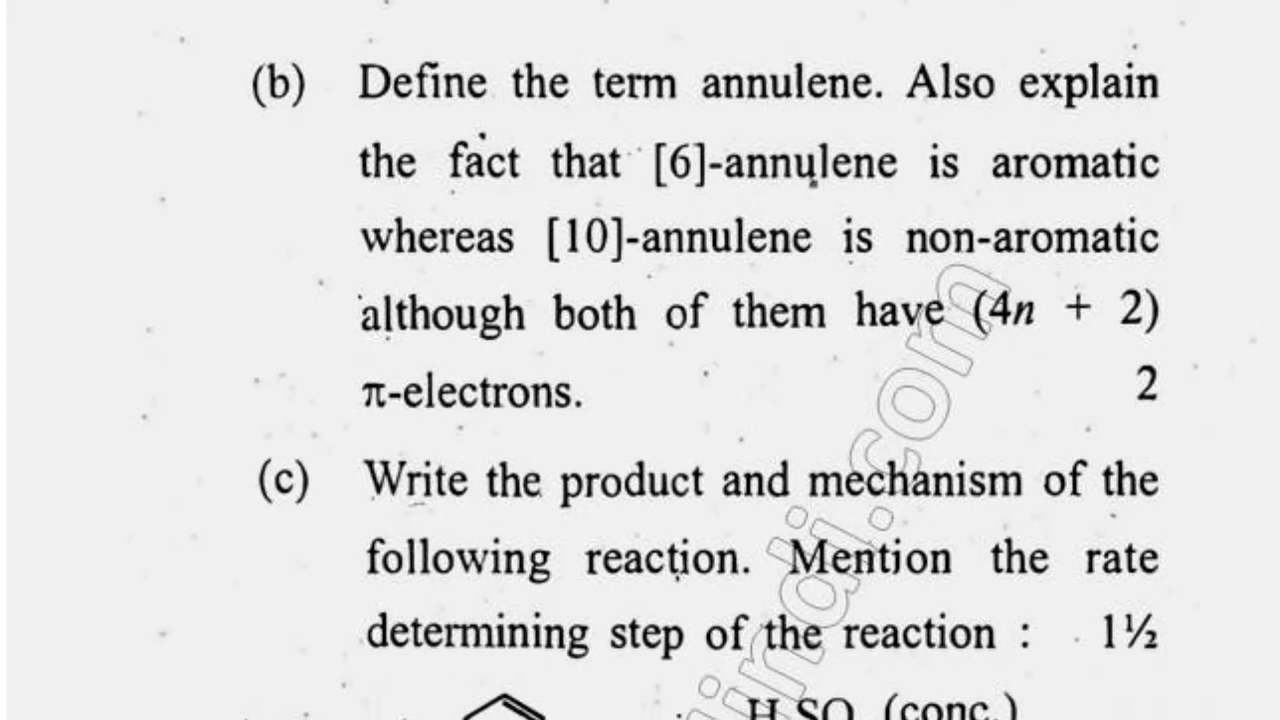 (b) Define the term annulene. Also explain
the fact that [6]-annulene is aromatic
whereas [10]-annulene is non-aromatic
although both of them have (4n + 2)
π-electrons. 2
(c) Write the product and mechanism of the
following reaction. Mention the rate
determining step of the reaction : 1½
(conc.)